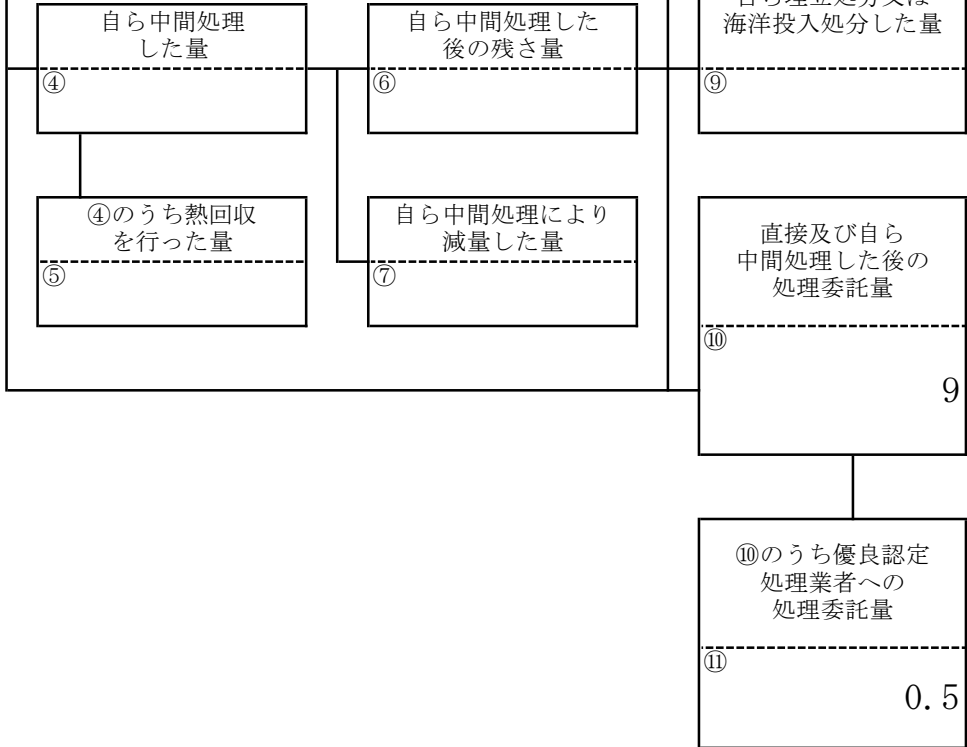 自ら中間処理
した量
④
自ら中間処理した
後の残さ量
⑥
海洋投入処分した量
⑨
④のうち熱回収
を行った量
⑤
自ら中間処理により
減量した量
⑦
直接及び自ら
中間処理した後の
処理委託量
⑩
9
⑩のうち優良認定
処理業者への
処理委託量
⑪
0.5